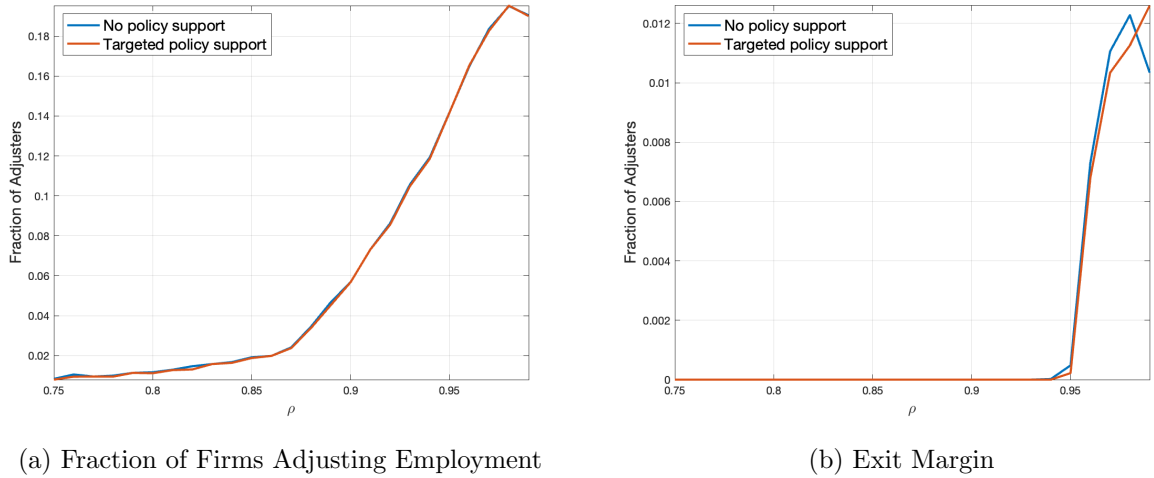 No policy support
Targeted policy support
Fraction of Adjusters
0.18
0.16
0.14
0.12
0.1
0.08
0.06
0.04
0.02
0.75
0.8
0.85
0.9
0.95
ρ
(a) Fraction of Firms Adjusting Employment
No policy support
Targeted policy support
Fraction of Adjusters
0.012
0.01
0.008
0.006
0.004
0.002
0
0.75
0.8
0.85
0.9
0.95
ρ
(b) Exit Margin